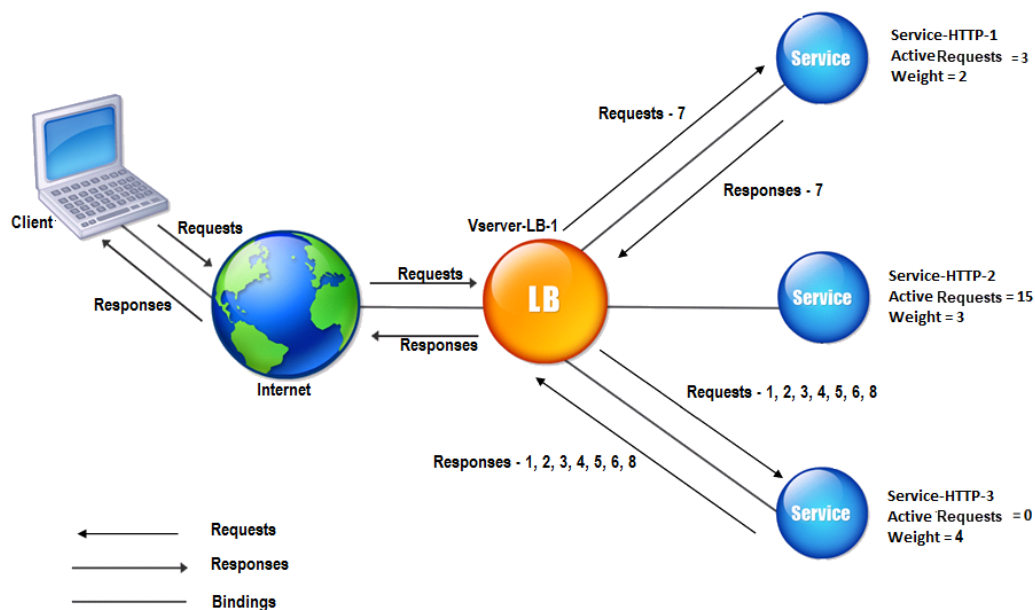 Service
Service-HTTP-1
Active Requests = 3
Weight = 2
Requests - 7
Responses - 7
Client
Requests
Responses
Internet
Requests
Responses
Vserver-LB-1
LB
Service
Service-HTTP-2
Active Requests = 15
Weight = 3
Requests - 1, 2, 3, 4, 5, 6, 8
Responses - 1, 2, 3, 4, 5, 6, 8
Service
Service-HTTP-3
Active Requests = 0
Weight = 4
Requests
Responses
Bindings